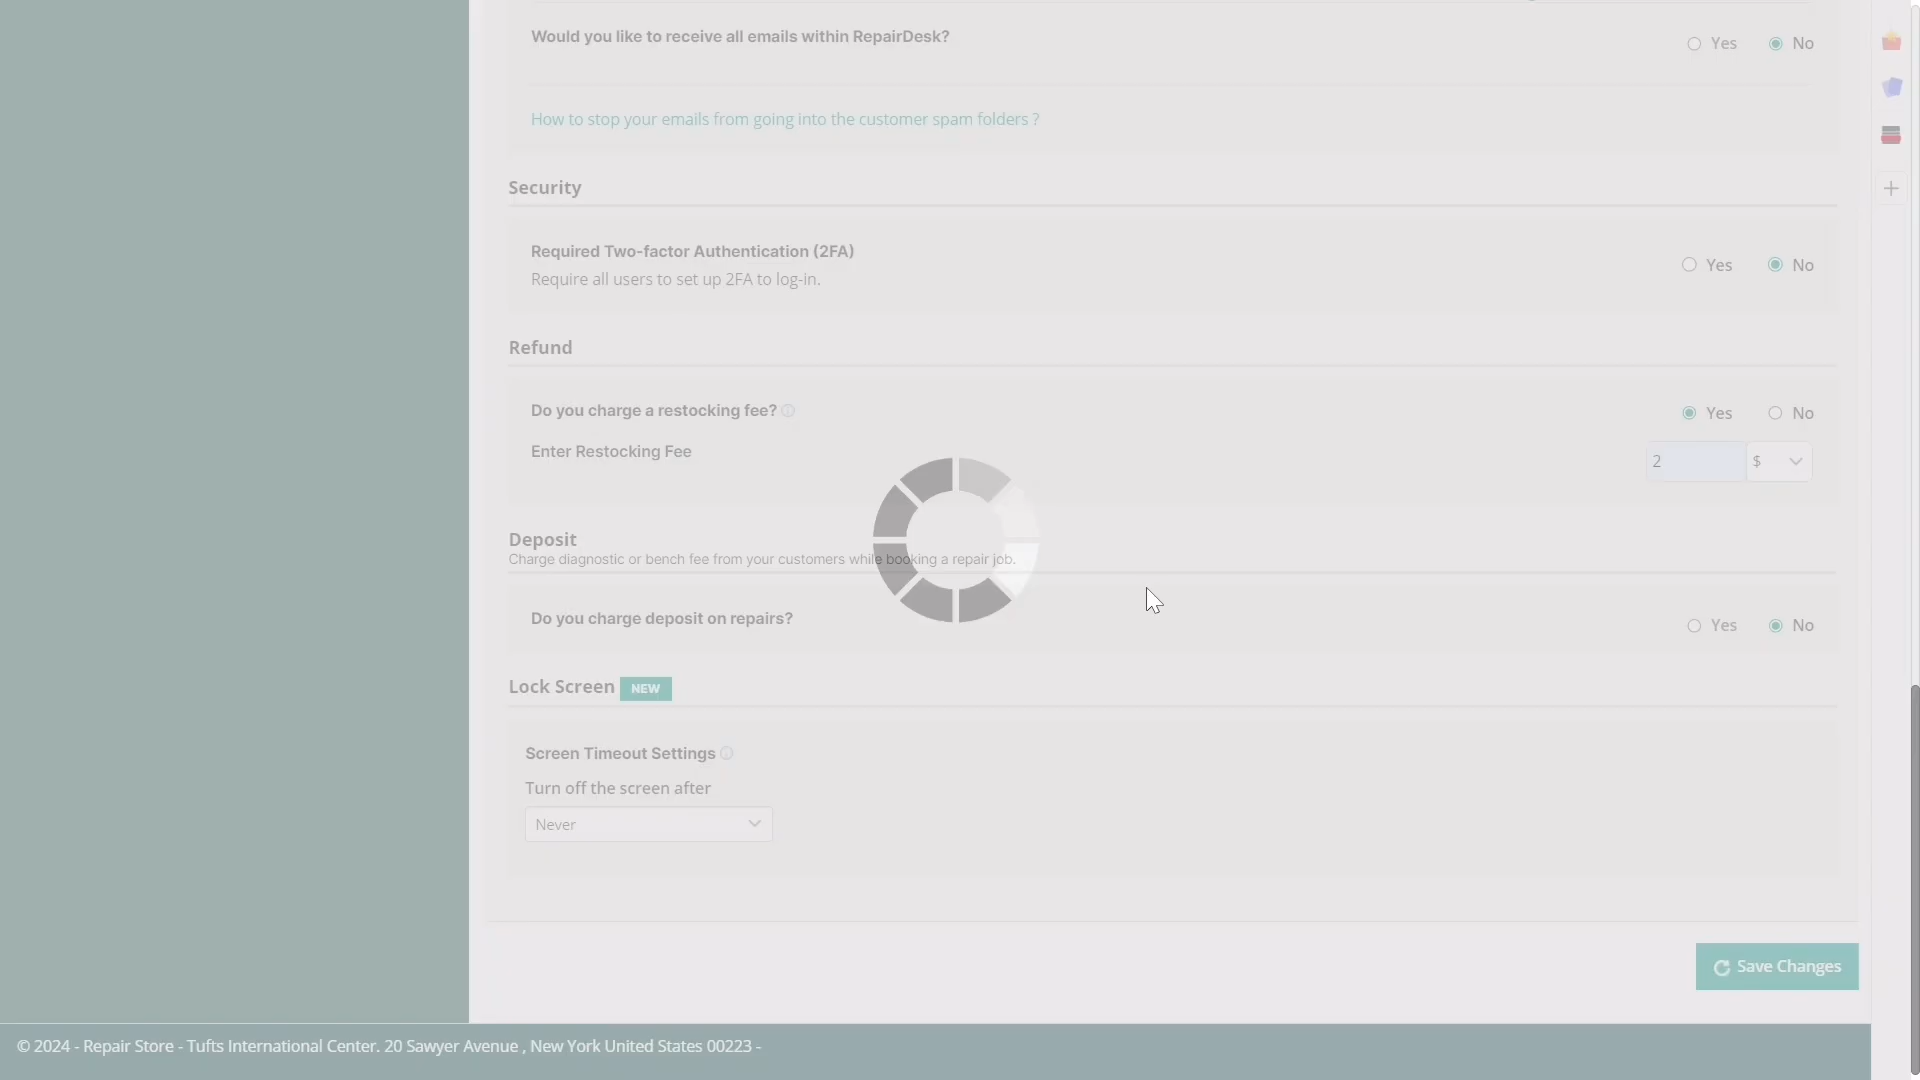 Would you like to receive all emails within RepairDesk?
Yes No
How to stop your emails from going into the customer spam folders ?
Security
Required Two-factor Authentication (2FA)
Require all users to set up 2FA to log-in.
Yes No
Refund
Do you charge a restocking fee?
Yes No
Enter Restocking Fee
2 $
Deposit
Charge diagnostic or bench fee from your customers while booking a repair job.
Do you charge deposit on repairs?
Yes No
Lock Screen NEW
Screen Timeout Settings
Turn off the screen after
Never
Save Changes
© 2024 - Repair Store - Tufts International Center. 20 Sawyer Avenue , New York United States 00223 -